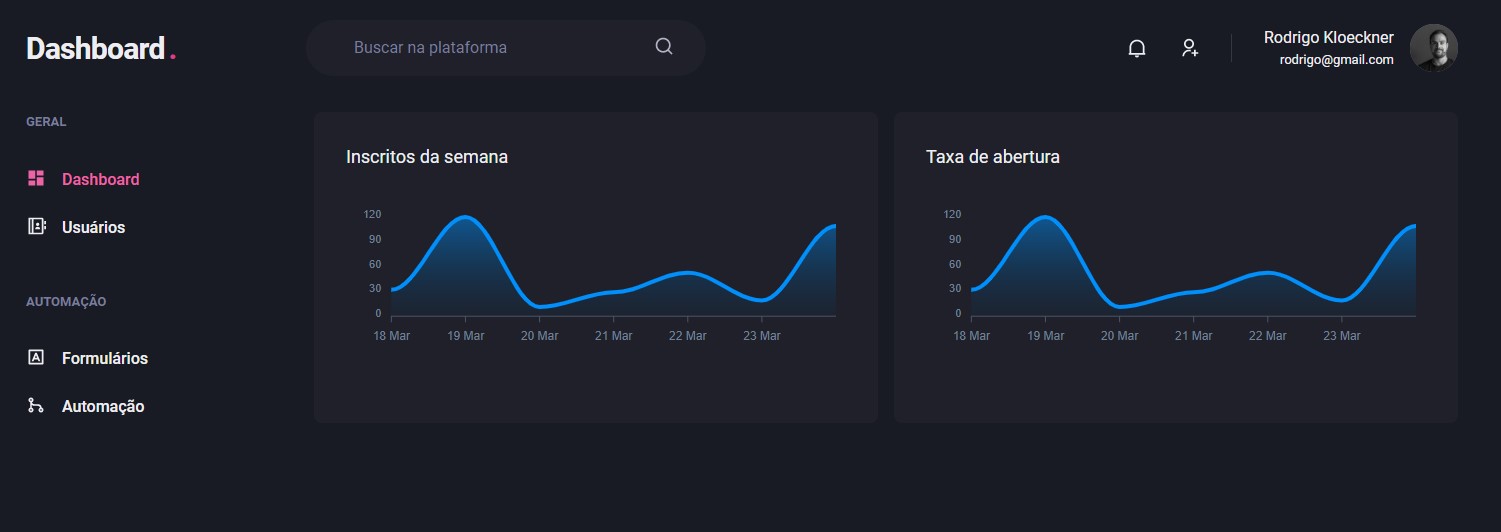 Dashboard.
Buscar na plataforma
Rodrigo Kloeckner
rodrigo@gmail.com
GERAL
Dashboard
Usuários
AUTOMAÇÃO
Formulários
Automação
Inscritos da semana
120
90
60
30
0
18 Mar 19 Mar 20 Mar 21 Mar 22 Mar 23 Mar
Taxa de abertura
120
90
60
30
0
18 Mar 19 Mar 20 Mar 21 Mar 22 Mar 23 Mar